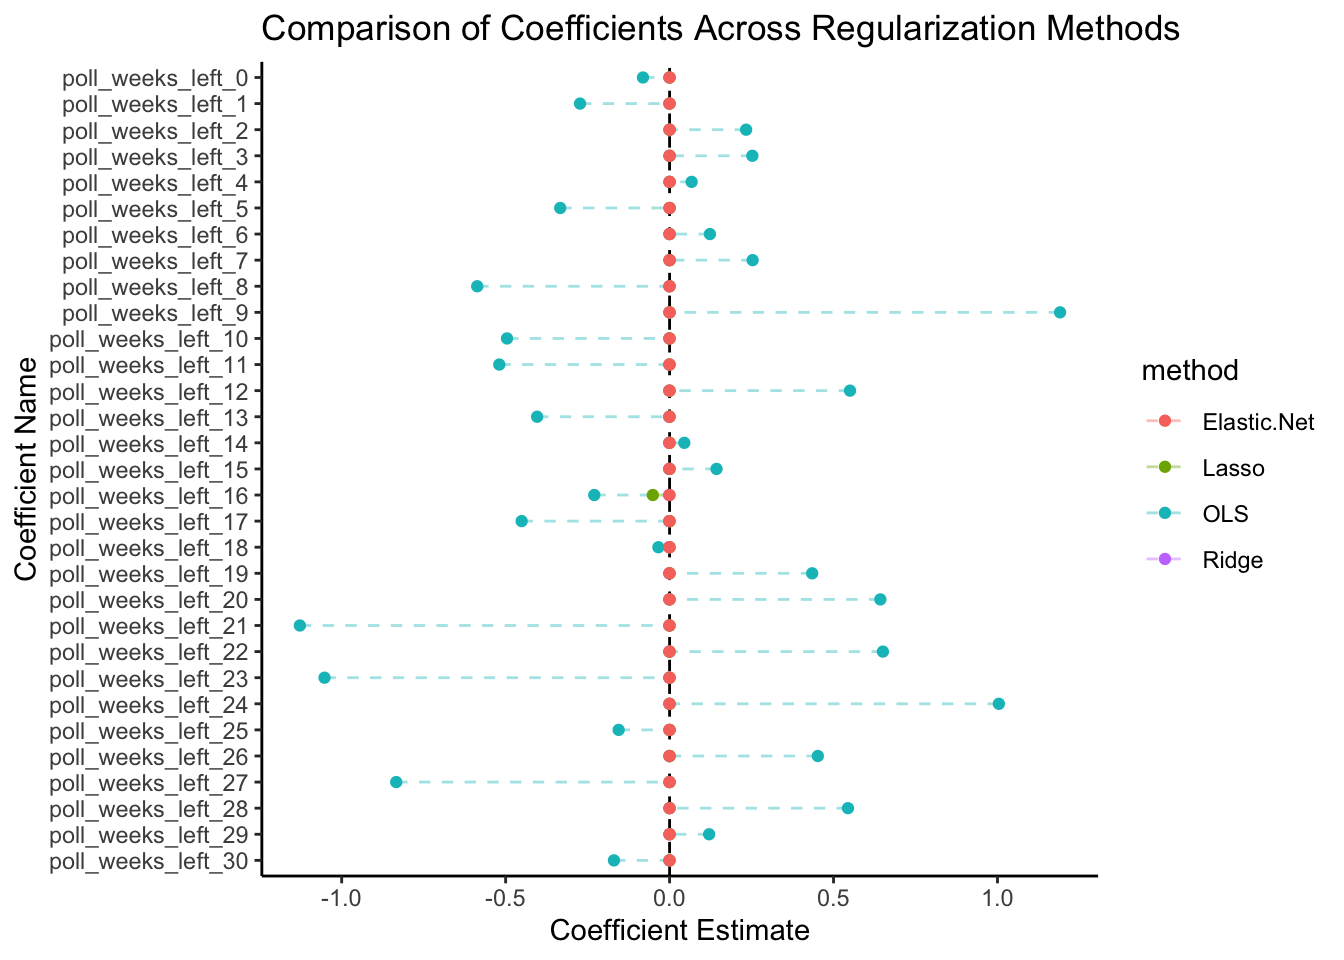 Comparison of Coefficients Across Regularization Methods
Coefficient Name
poll_weeks_left_0
poll_weeks_left_1
poll_weeks_left_2
poll_weeks_left_3
poll_weeks_left_4
poll_weeks_left_5
poll_weeks_left_6
poll_weeks_left_7
poll_weeks_left_8
poll_weeks_left_9
poll_weeks_left_10
poll_weeks_left_11
poll_weeks_left_12
poll_weeks_left_13
poll_weeks_left_14
poll_weeks_left_15
poll_weeks_left_16
poll_weeks_left_17
poll_weeks_left_18
poll_weeks_left_19
poll_weeks_left_20
poll_weeks_left_21
poll_weeks_left_22
poll_weeks_left_23
poll_weeks_left_24
poll_weeks_left_25
poll_weeks_left_26
poll_weeks_left_27
poll_weeks_left_28
poll_weeks_left_29
poll_weeks_left_30
-1.0 -0.5 0.0 0.5 1.0
Coefficient Estimate
method
Elastic.Net
Lasso
OLS
Ridge